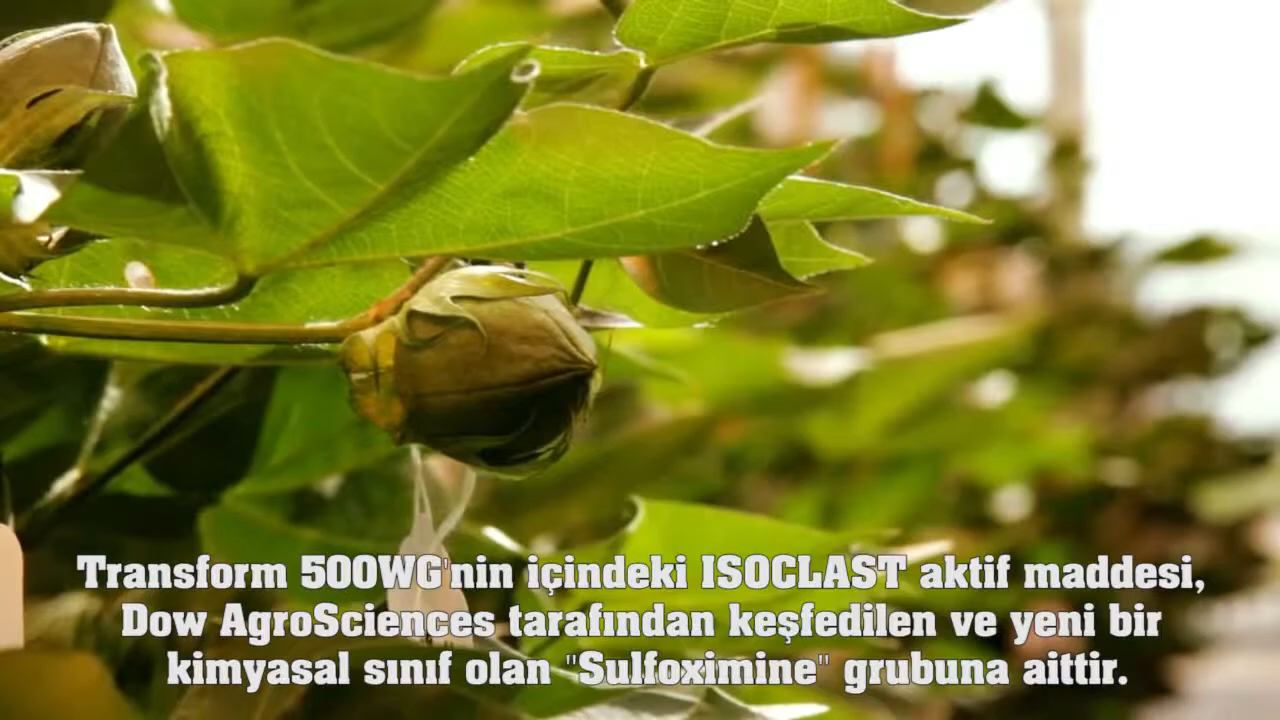 Transform 500WG'nin içindeki ISOCLAST aktif maddesi,
Dow AgroSciences tarafından keşfedilen ve yeni bir
kimyasal sınıf olan "Sulfoximine" grubuna aittir.